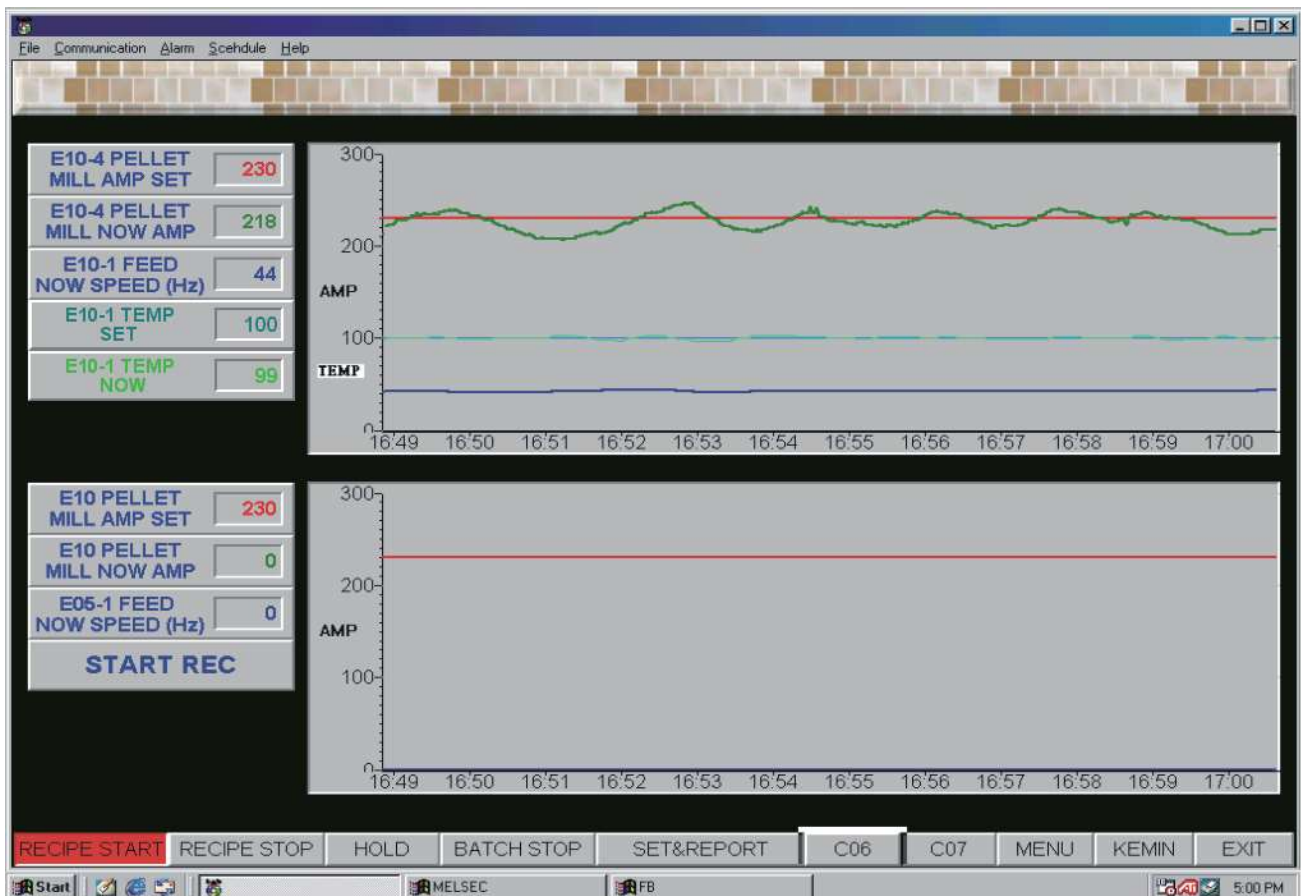 File Communication Alarm Scehdule Help
E10-4 PELLET
MILL AMP SET
230
E10-4 PELLET
MILL NOW AMP
218
E10-1 FEED
NOW SPEED (Hz)
44
E10-1 TEMP
SET
100
E10-1 TEMP
NOW
99
300
200
AMP
100
TEMP
0
16:49 16:50 16:51 16:52 16:53 16:54 16:55 16:56 16:57 16:58 16:59 17:00
E10 PELLET
MILL AMP SET
230
E10 PELLET
MILL NOW AMP
0
E05-1 FEED
NOW SPEED (Hz)
0
START REC
300
200
AMP
100
0
16:49 16:50 16:51 16:52 16:53 16:54 16:55 16:56 16:57 16:58 16:59 17:00
RECIPE START RECIPE STOP HOLD BATCH STOP SET&REPORT C06 C07 MENU KEMIN EXIT
Start MELSEC FB 5:00 PM